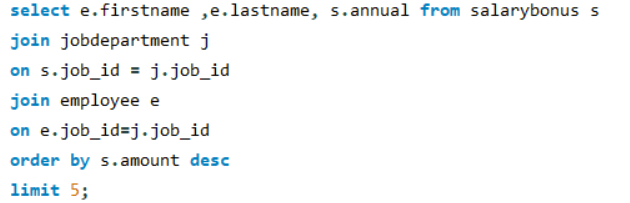 select e.firstname ,e.lastname, s.annual from salarybonus s
join jobdepartment j
on s.job_id = j.job_id
join employee e
on e.job_id=j.job_id
order by s.amount desc
limit 5;